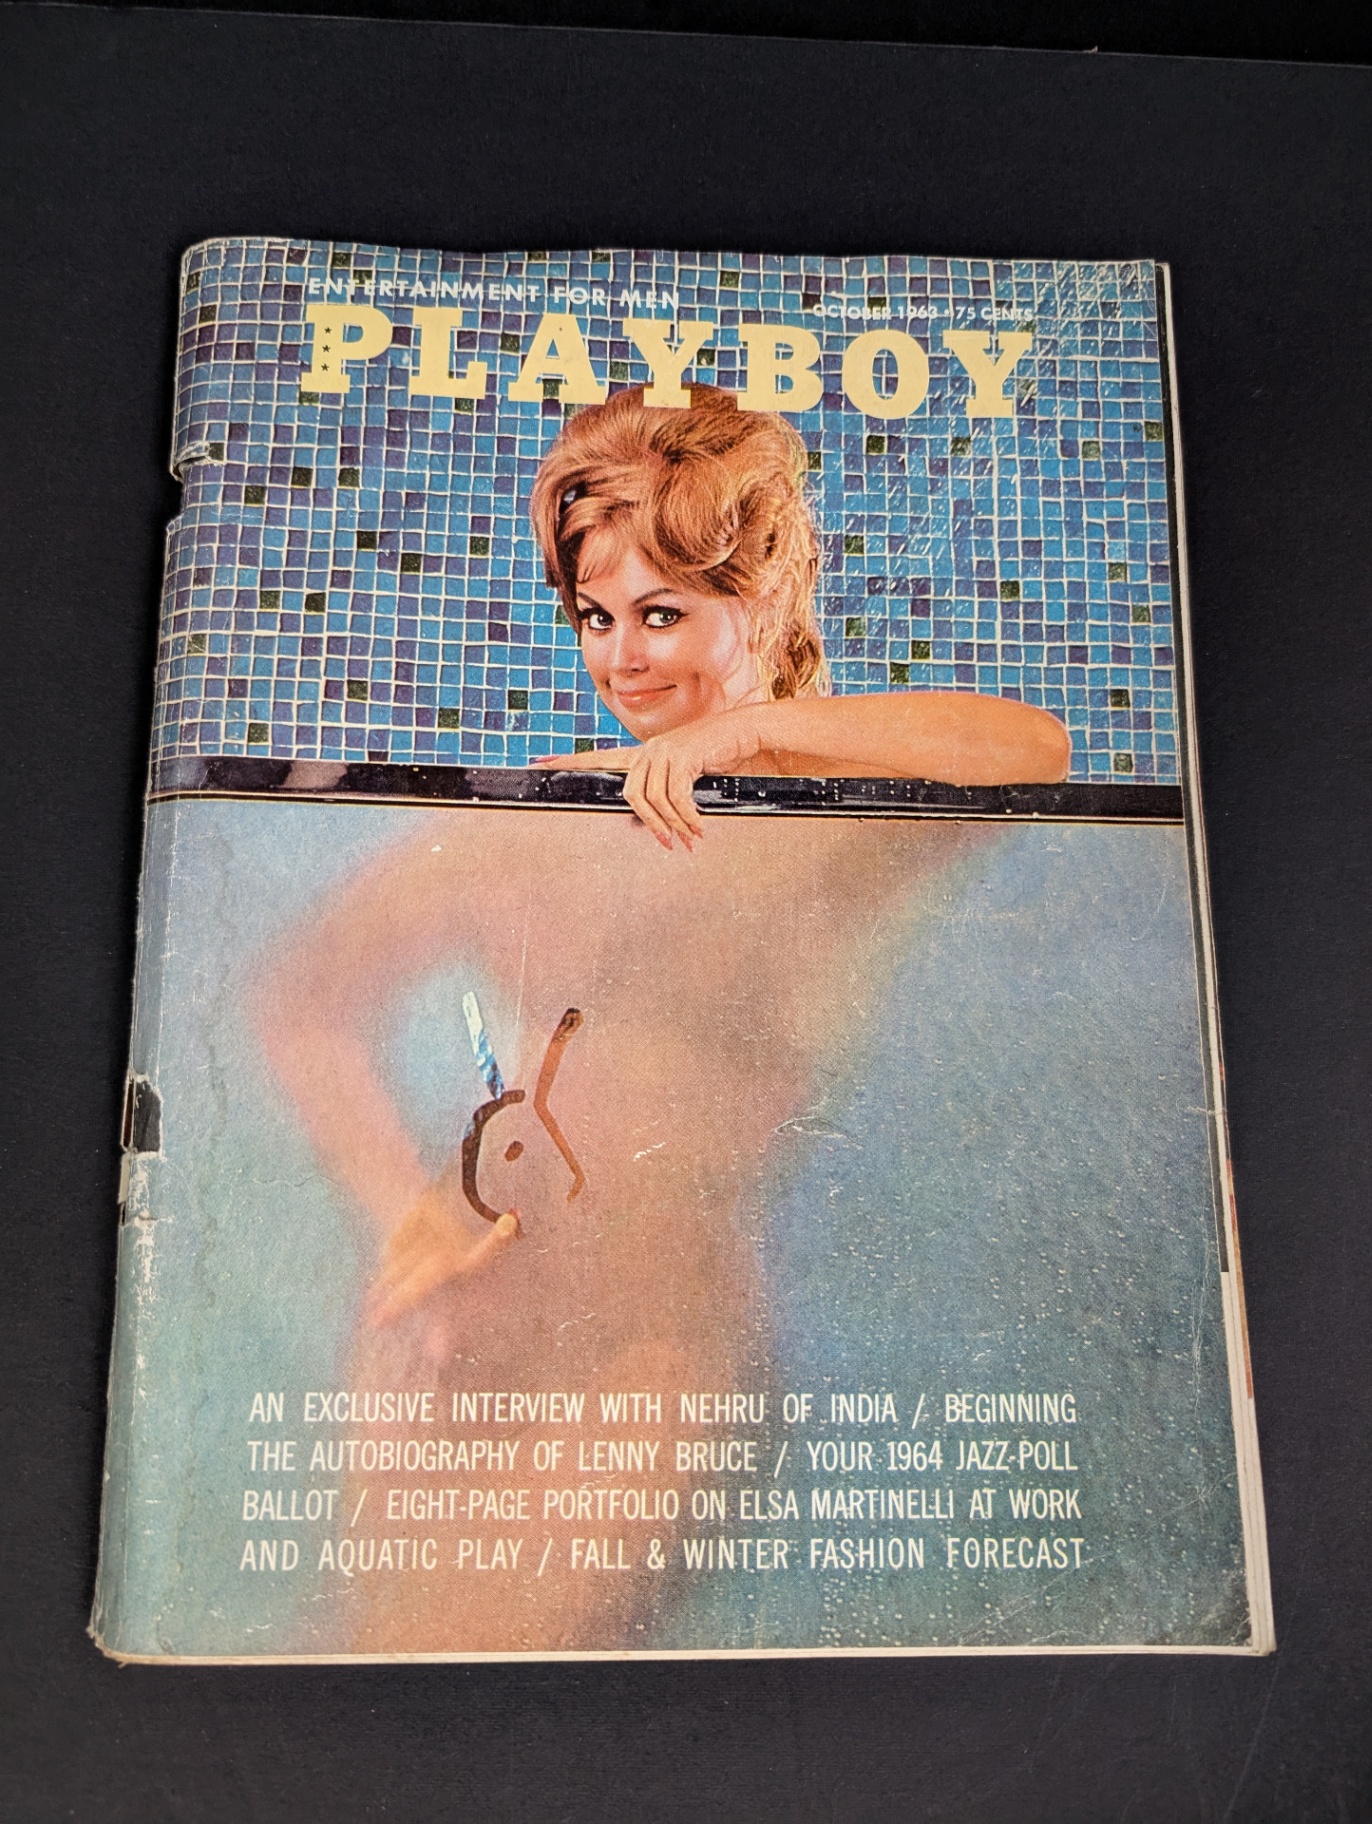 ENTERTAINMENT FOR MEN
OCTOBER 1963 • 75 CENTS
PLAYBOY
AN EXCLUSIVE INTERVIEW WITH NEHRU OF INDIA / BEGINNING
THE AUTOBIOGRAPHY OF LENNY BRUCE / YOUR 1964 JAZZ-POLL
BALLOT / EIGHT-PAGE PORTFOLIO ON ELSA MARTINELLI AT WORK
AND AQUATIC PLAY / FALL & WINTER FASHION FORECAST